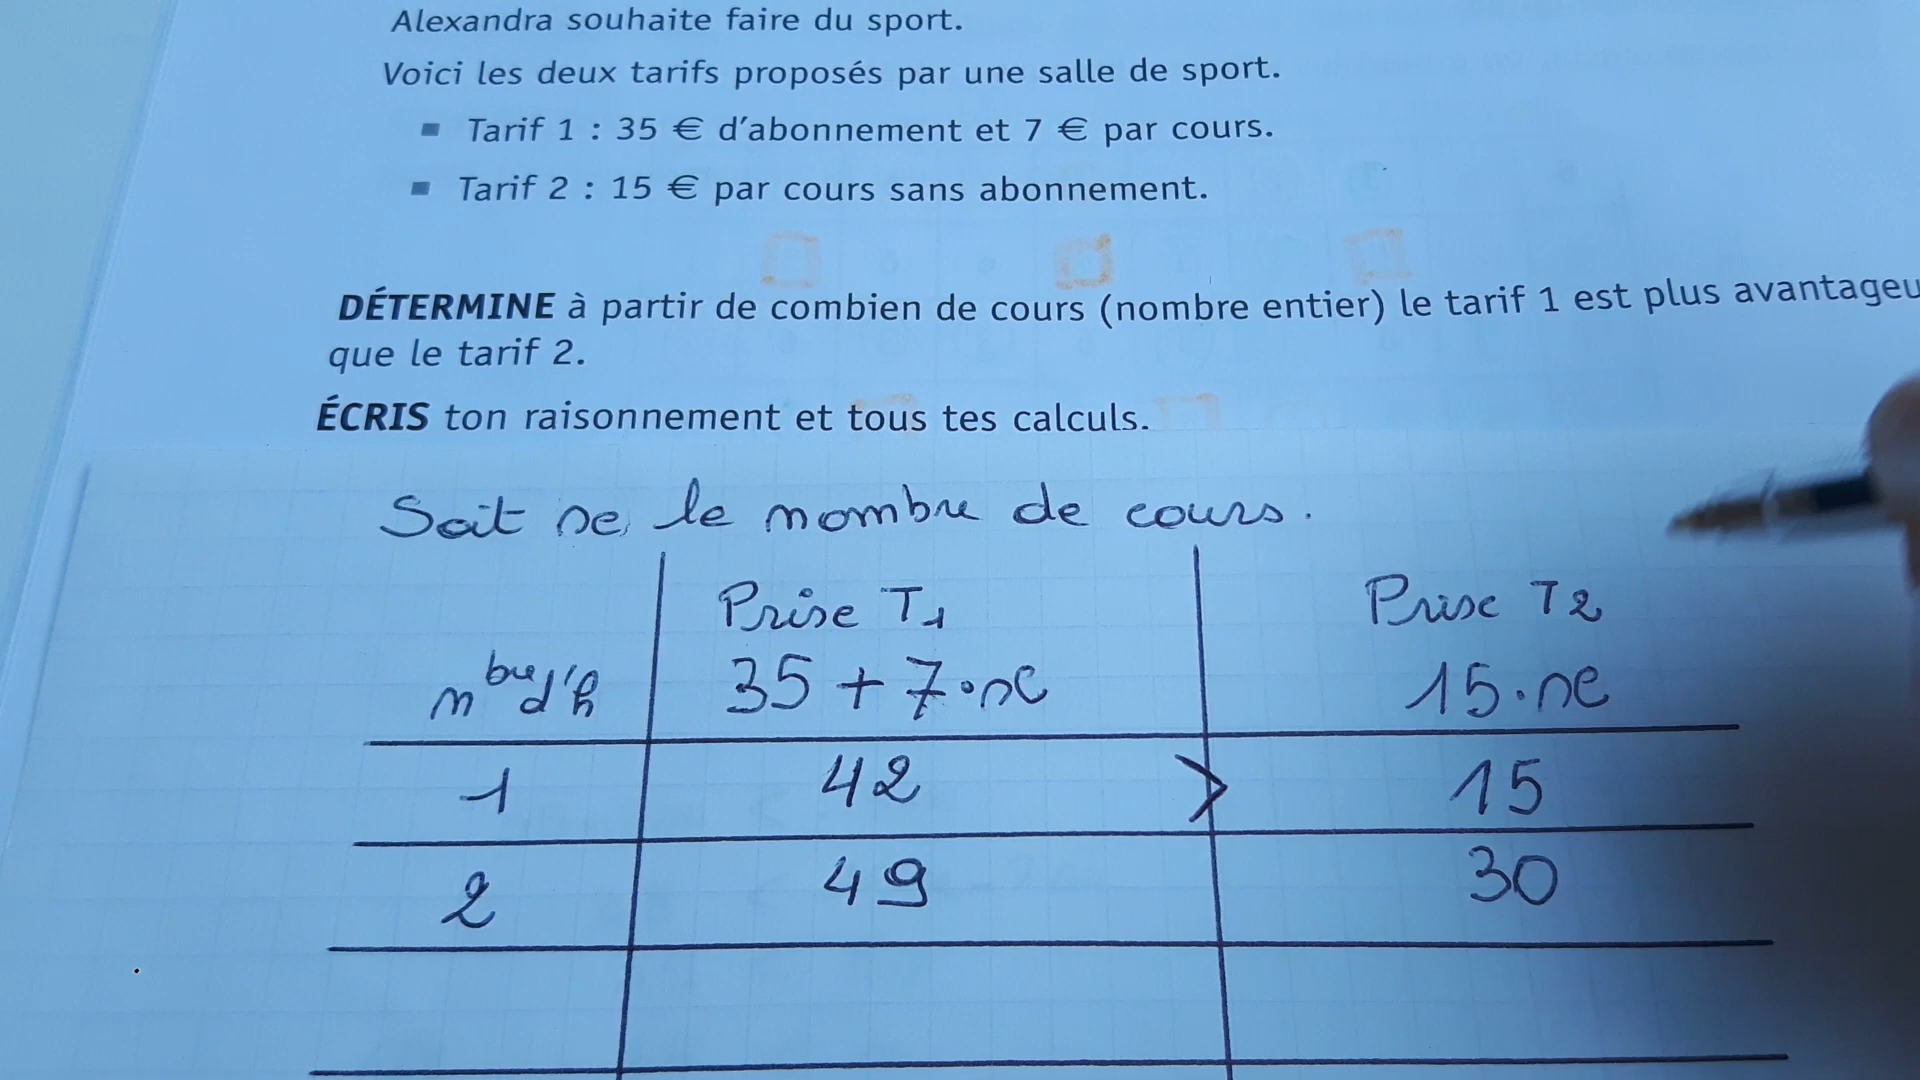 Alexandra souhaite faire du sport.
Voici les deux tarifs proposés par une salle de sport.
▪ Tarif 1 : 35 € d'abonnement et 7 € par cours.
▪ Tarif 2 : 15 € par cours sans abonnement.
DÉTERMINE à partir de combien de cours (nombre entier) le tarif 1 est plus avantageu
que le tarif 2.
ÉCRIS ton raisonnement et tous tes calculs.
Soit x le nombre de cours.
Prix T1 Prix T2
nbre d'h 35 + 7·x 15·x
1 42 > 15
2 49 30